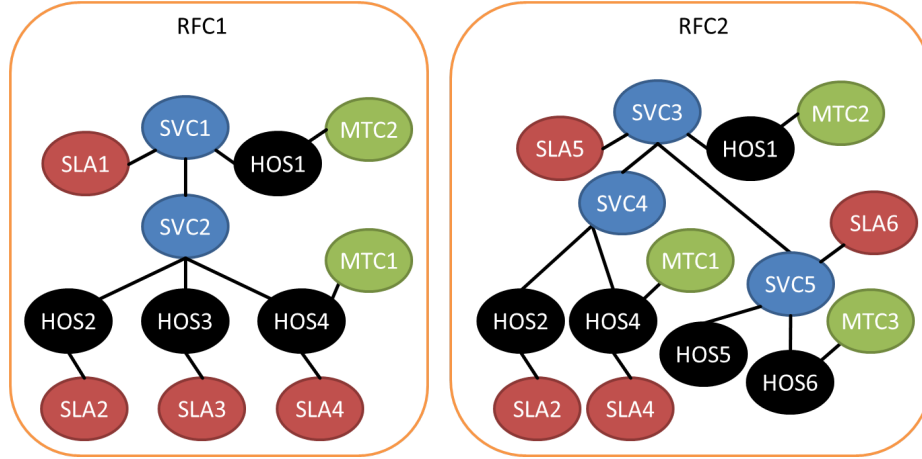 RFC1
SVC1
MTC2
SLA1
HOS1
SVC2
MTC1
HOS2
HOS3
HOS4
SLA2
SLA3
SLA4
RFC2
SVC3
MTC2
SLA5
HOS1
SVC4
SLA6
MTC1
SVC5
HOS2
HOS4
MTC3
HOS5
HOS6
SLA2
SLA4